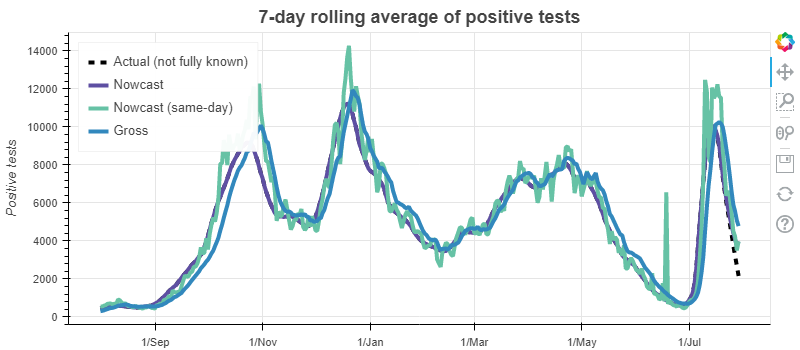 7-day rolling average of positive tests
Positive tests
14000
12000
10000
8000
6000
4000
2000
0
Actual (not fully known)
Nowcast
Nowcast (same-day)
Gross
1/Sep
1/Nov
1/Jan
1/Mar
1/May
1/Jul